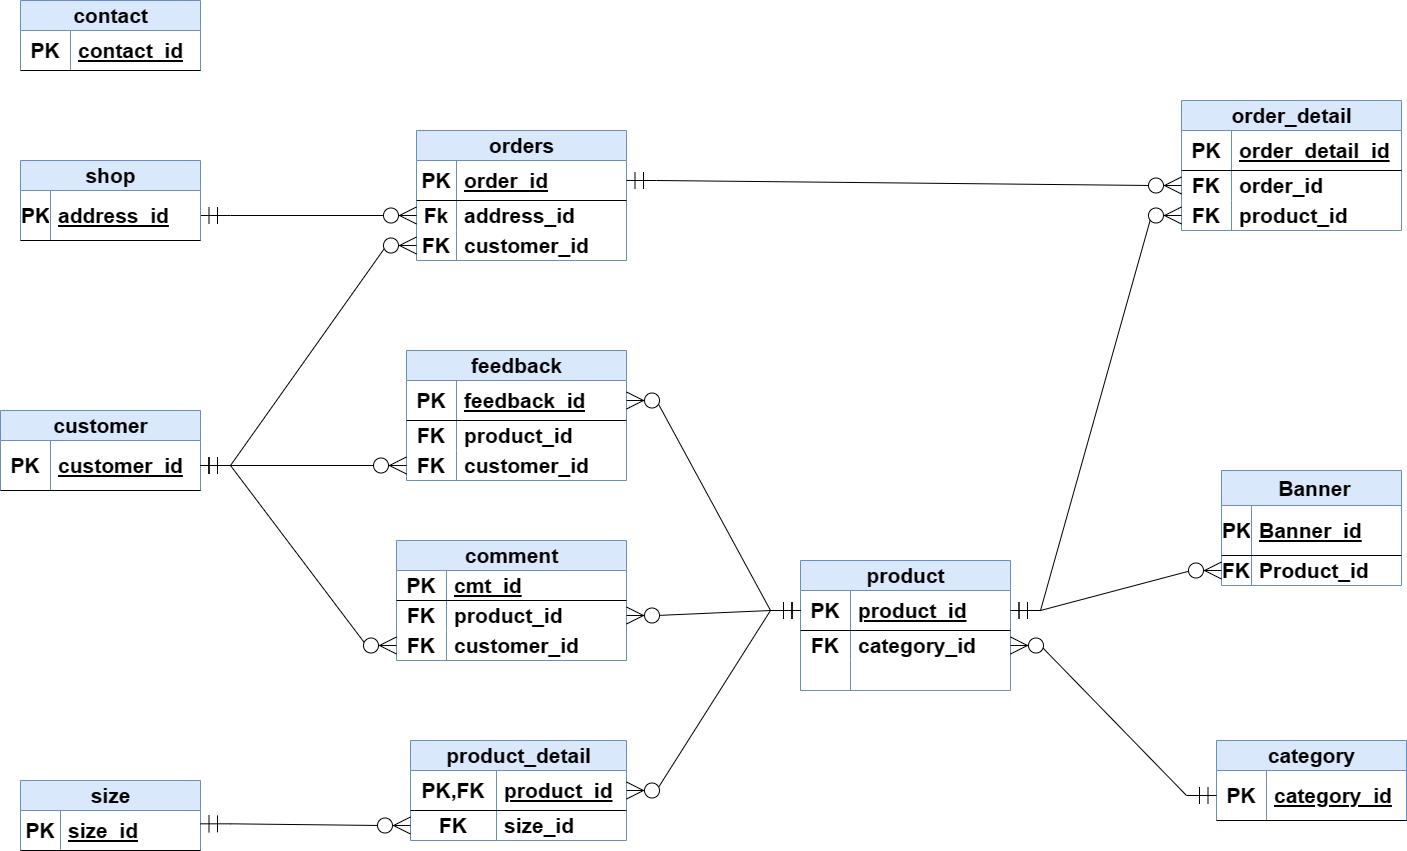 contact
PK contact_id
shop
PK address_id
orders
PK order_id
Fk address_id
FK customer_id
order_detail
PK order_detail_id
FK order_id
FK product_id
customer
PK customer_id
feedback
PK feedback_id
FK product_id
FK customer_id
comment
PK cmt_id
FK product_id
FK customer_id
product
PK product_id
FK category_id
Banner
PK Banner_id
FK Product_id
size
PK size_id
product_detail
PK,FK product_id
FK size_id
category
PK category_id